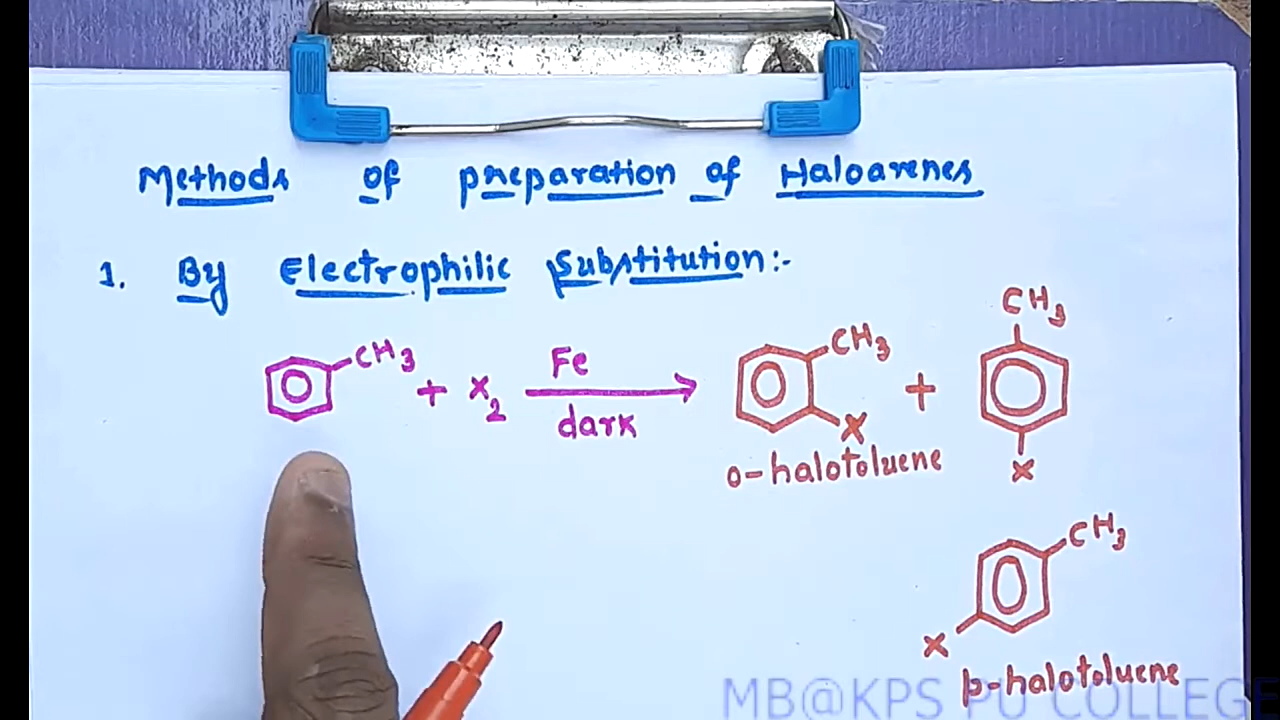 Methods of preparation of Haloarenes
1. By Electrophilic Substitution:-
CH3 + X2 Fe dark CH3 X + CH3 X
o-halotoluene
CH3
X
p-halotoluene
MB@KPS PU COLLEGE